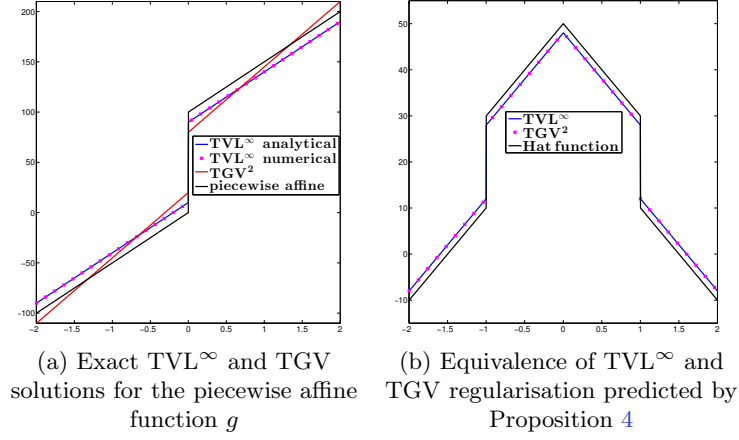 200
150
100
50
0
-50
-100
-2
-1.5
-1
-0.5
0
0.5
1
1.5
2
TVL∞ analytical
TVL∞ numerical
TGV²
piecewise affine
(a) Exact TVL∞ and TGV
solutions for the piecewise affine
function g
50
40
30
20
10
0
-10
-2
-1.5
-1
-0.5
0
0.5
1
1.5
2
TVL∞
TGV²
Hat function
(b) Equivalence of TVL∞ and
TGV regularisation predicted by
Proposition 4